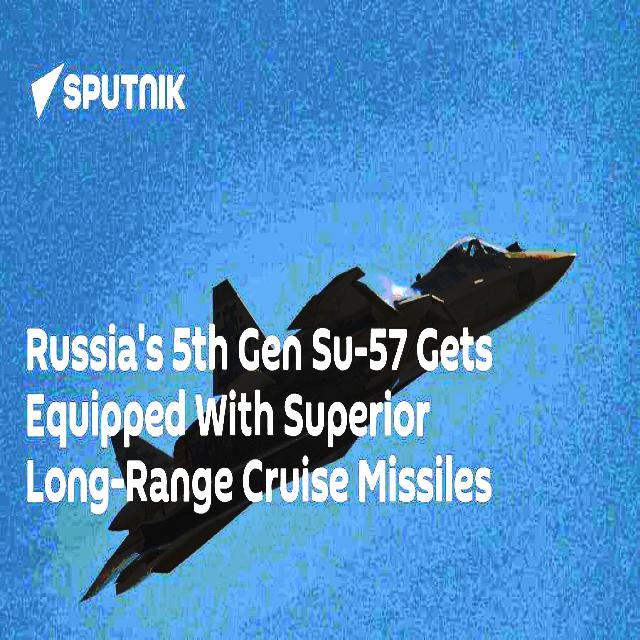 SPUTNIK
Russia's 5th Gen Su-57 Gets
Equipped With Superior
Long-Range Cruise Missiles